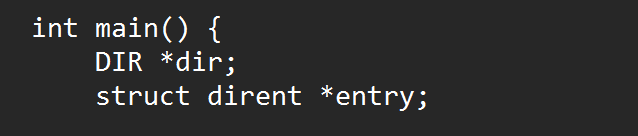 int main() {
    DIR *dir;
    struct dirent *entry;